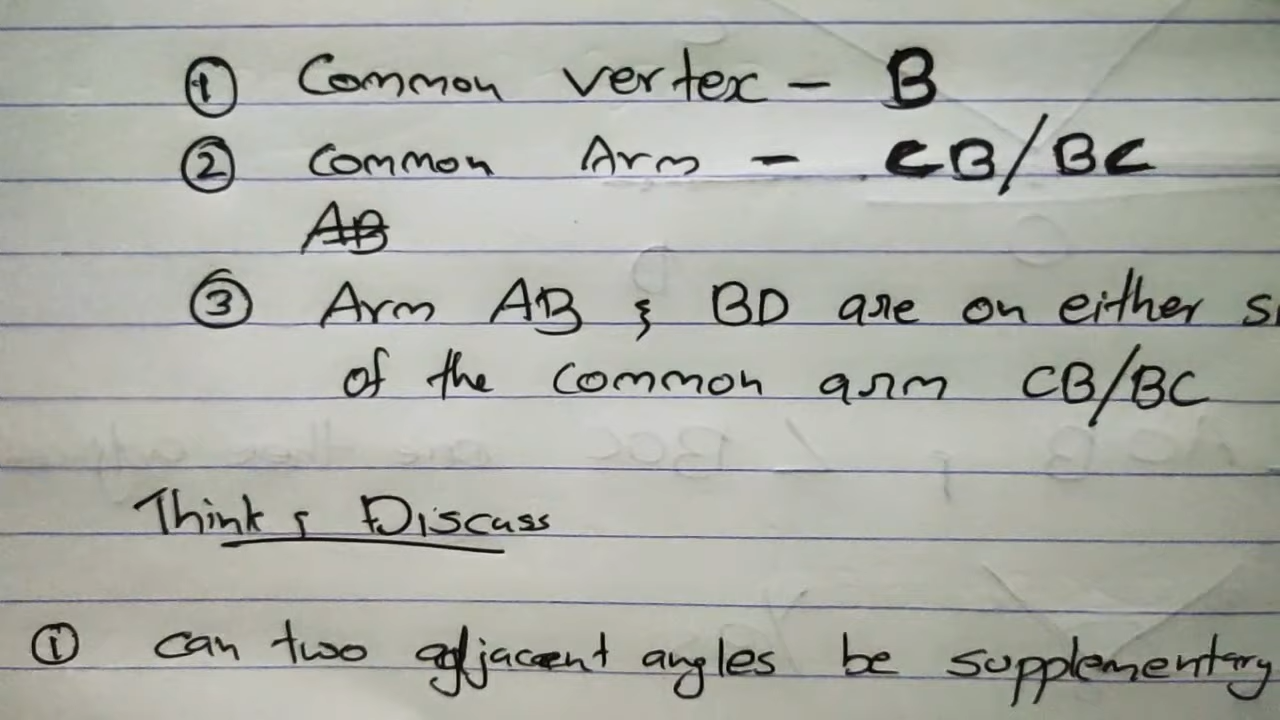 ① Common vertex – B
② Common Arm – CB/BC
AB
③ Arm AB & BD are on either
of the common arm CB/BC
Think & Discuss
① can two adjacent angles be supplementary